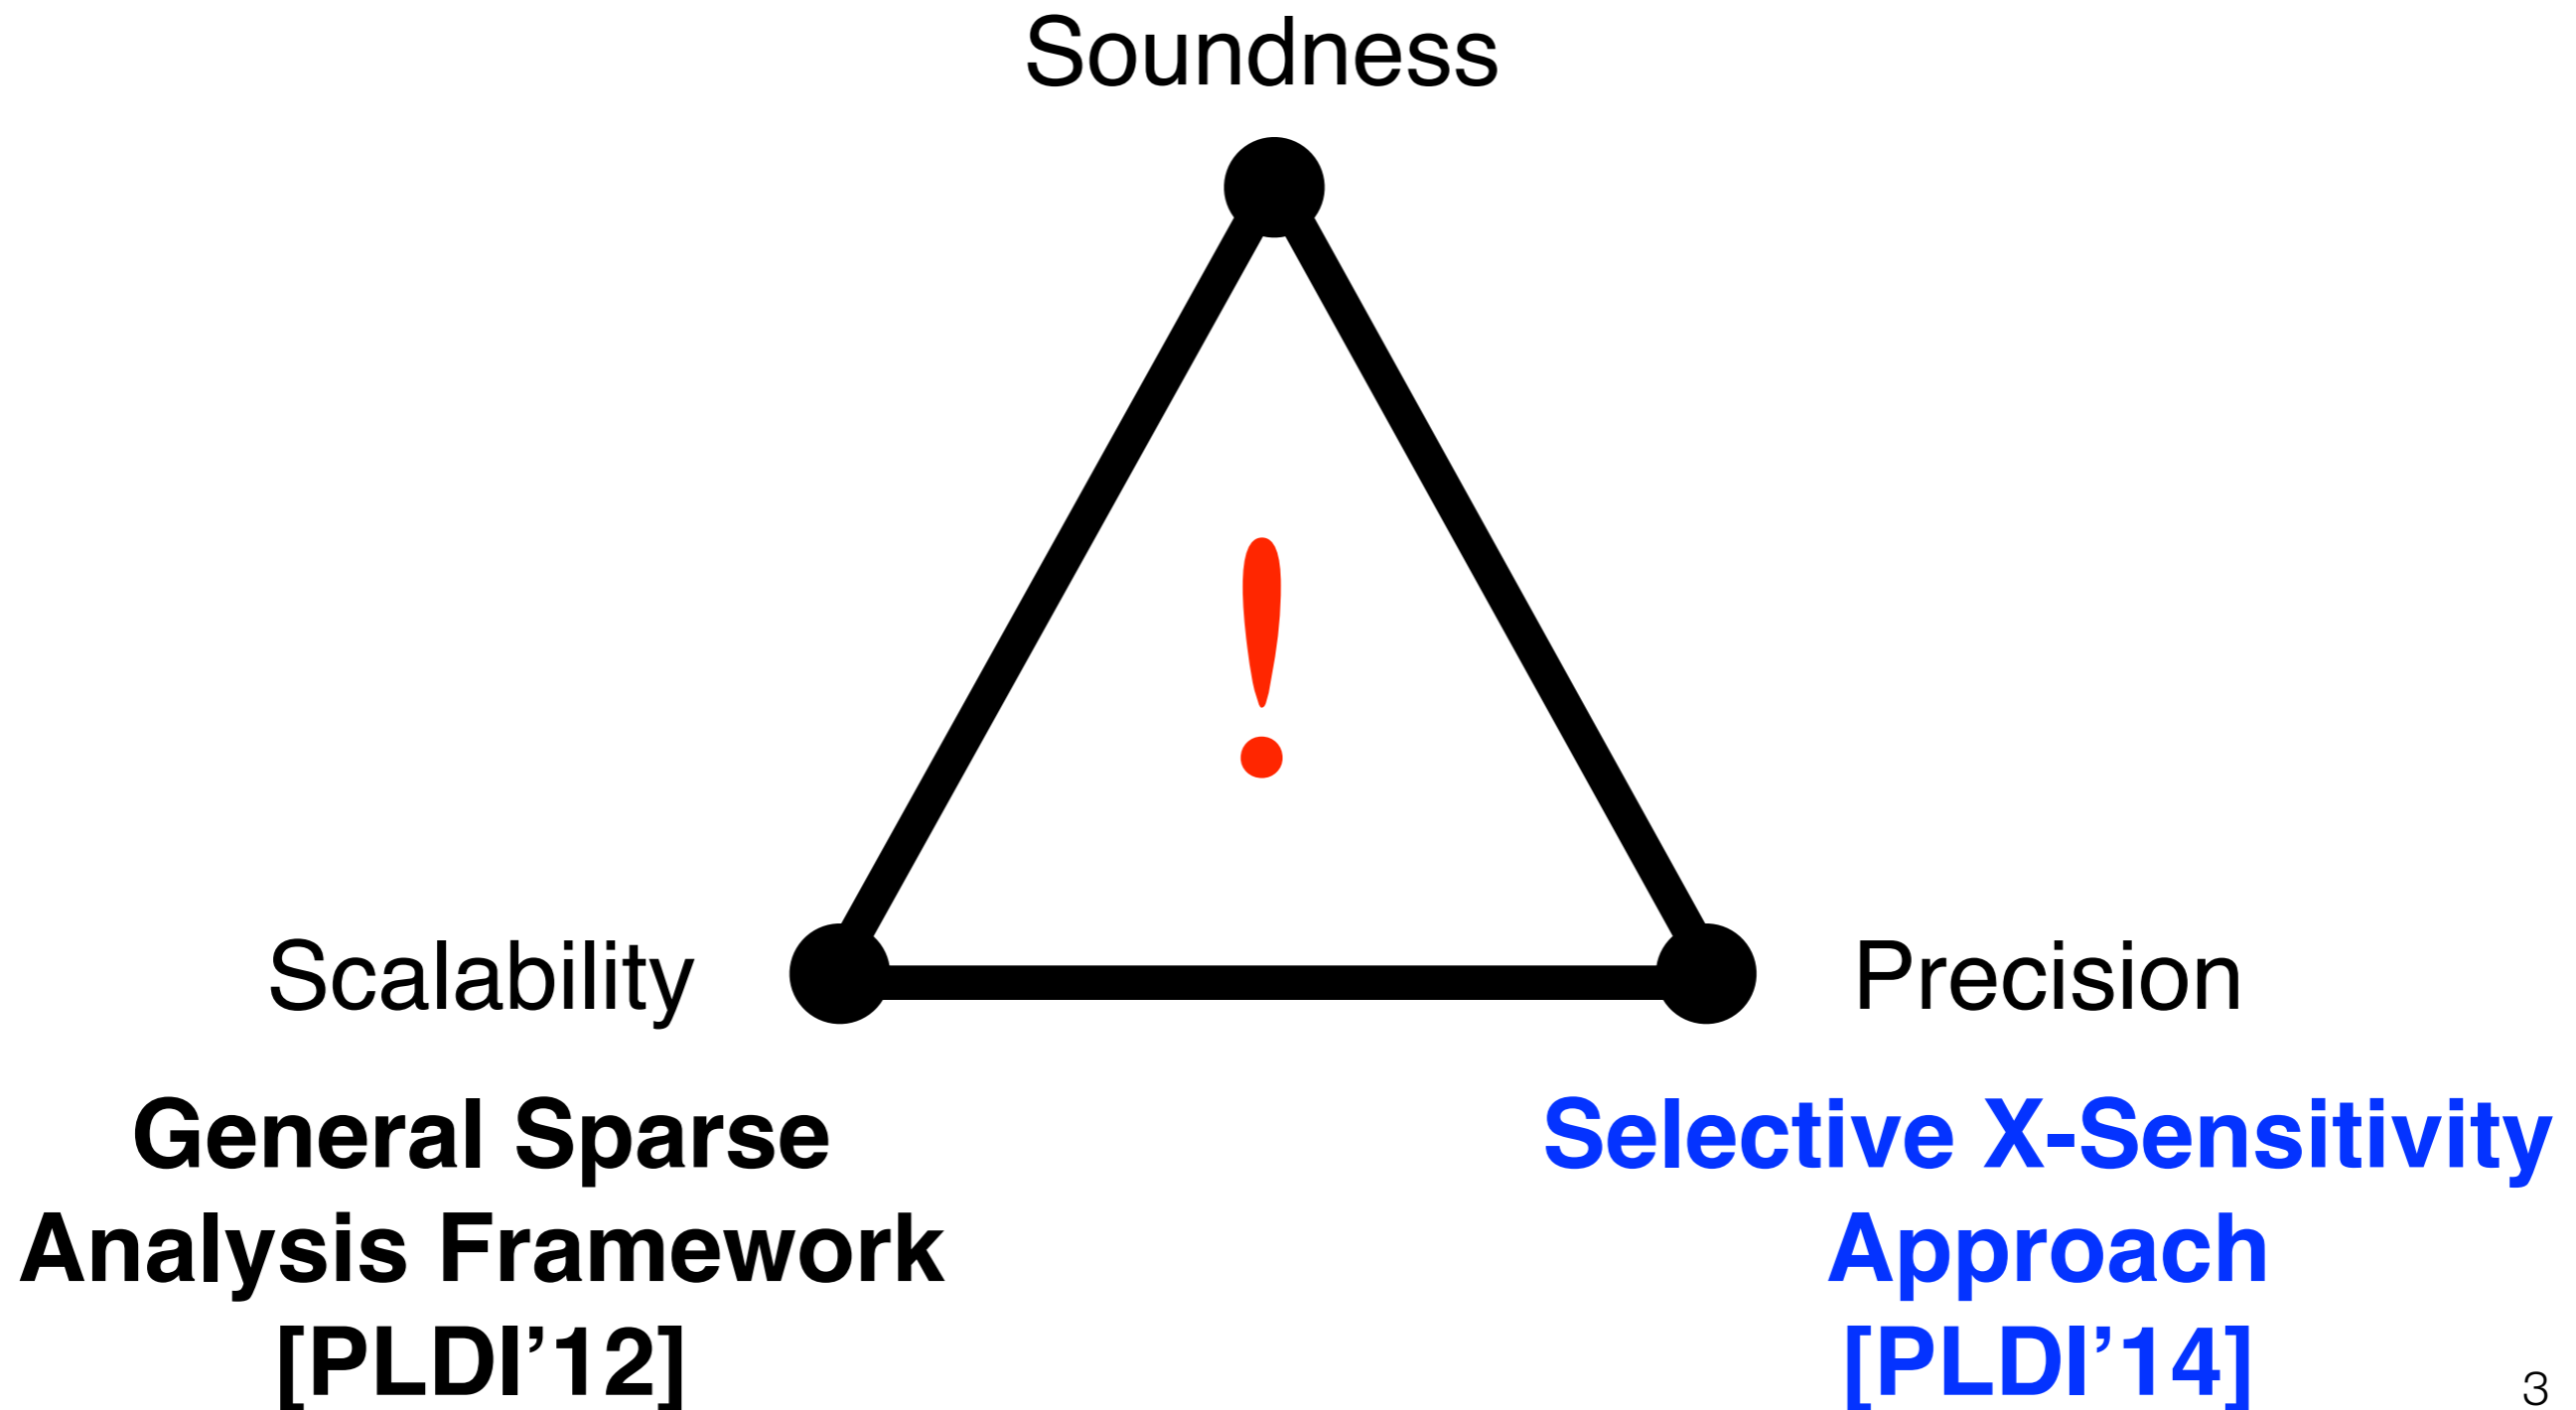 Soundness
!
Scalability
Precision
General Sparse
Analysis Framework
[PLDI’12]
Selective X-Sensitivity
Approach
[PLDI’14]
3